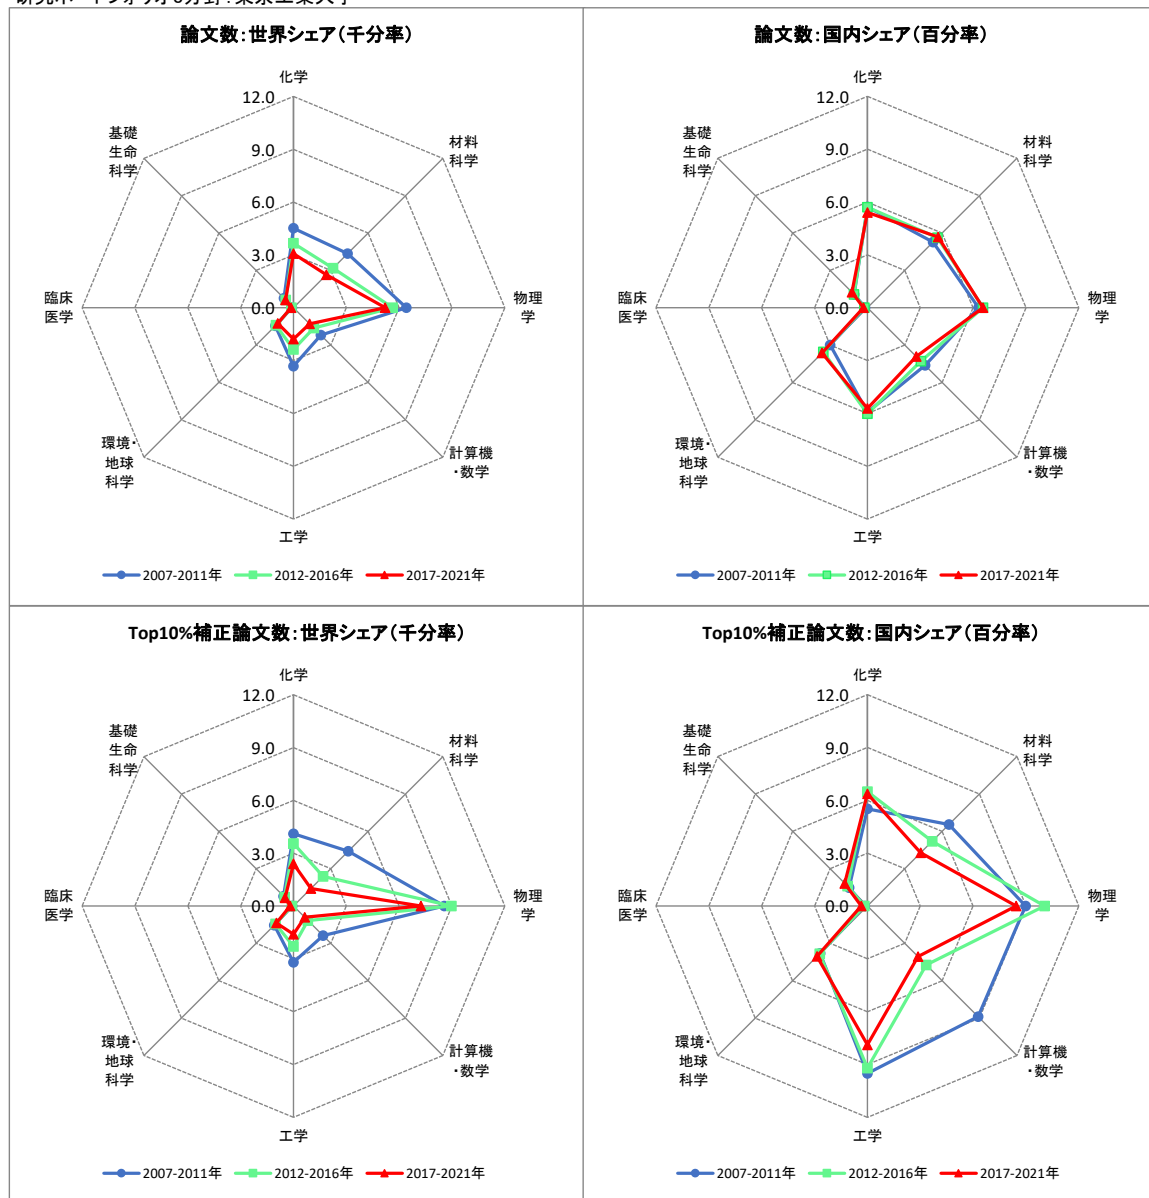 論文数：世界シェア（千分率）
化学
12.0
基礎
生命
科学
材料
科学
9.0
6.0
3.0
臨床
医学
0.0
物理
学
環境・
地球
科学
計算機
・数学
工学
2007-2011年
2012-2016年
2017-2021年
論文数：国内シェア（百分率）
化学
12.0
基礎
生命
科学
材料
科学
9.0
6.0
3.0
臨床
医学
0.0
物理
学
環境・
地球
科学
計算機
・数学
工学
2007-2011年
2012-2016年
2017-2021年
Top10%補正論文数：世界シェア（千分率）
化学
12.0
基礎
生命
科学
材料
科学
9.0
6.0
3.0
臨床
医学
0.0
物理
学
環境・
地球
科学
計算機
・数学
工学
2007-2011年
2012-2016年
2017-2021年
Top10%補正論文数：国内シェア（百分率）
化学
12.0
基礎
生命
科学
材料
科学
9.0
6.0
3.0
臨床
医学
0.0
物理
学
環境・
地球
科学
計算機
・数学
工学
2007-2011年
2012-2016年
2017-2021年